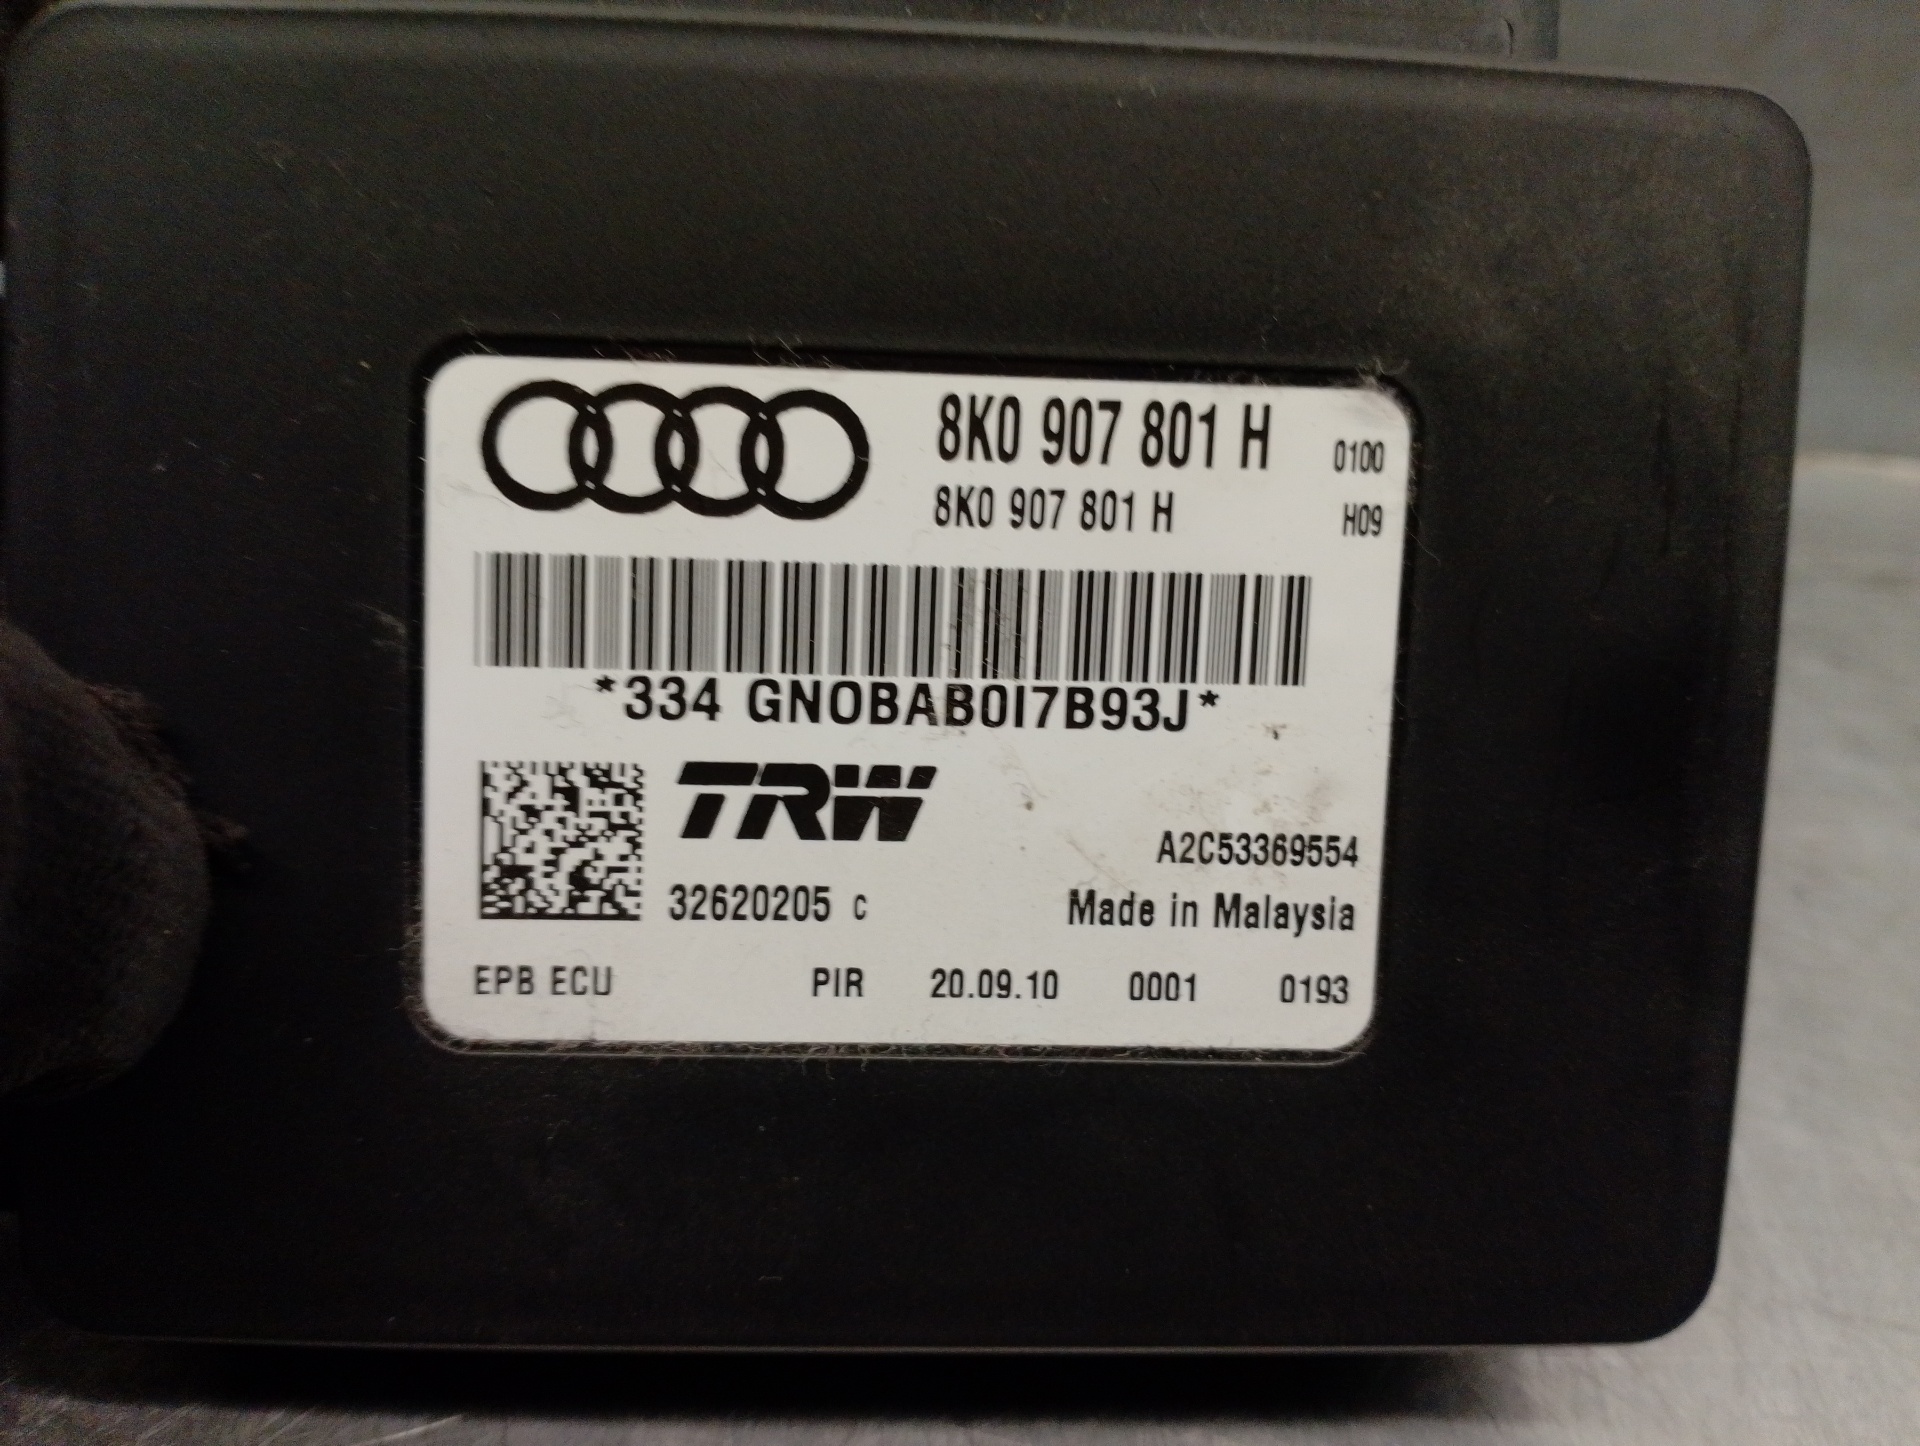 8K0 907 801 H 0100
8K0 907 801 H H09
*334 GN0BAB0I7B93J*
TRW
A2C53369554
32620205 C Made in Malaysia
EPB ECU PIR 20.09.10 0001 0193